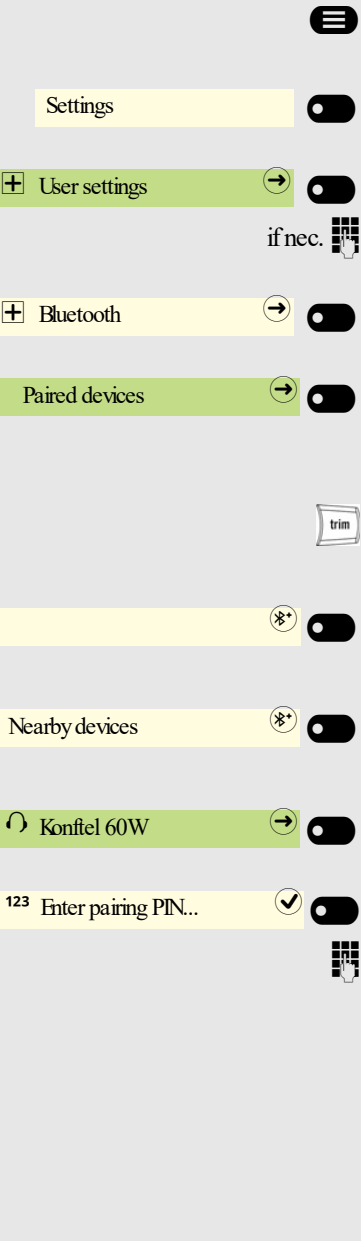 Settings
User settings
if nec.
Bluetooth
Paired devices
trim
Nearby devices
Konftel 60W
123 Enter pairing PIN...